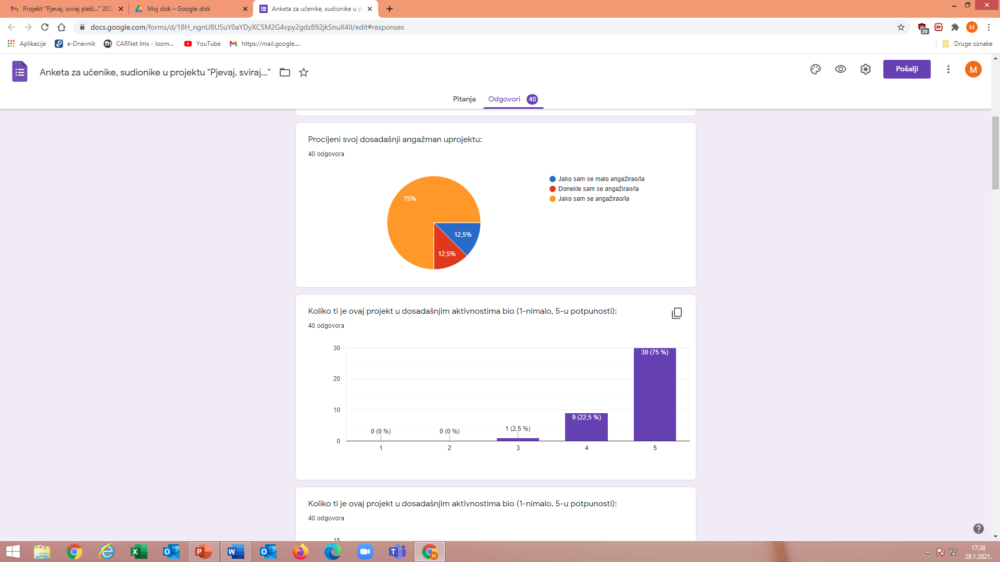 Projekt "Pjevaj, sviraj pleši..." 202
Moj disk – Google disk
Anketa za učenike, sudionike u p
docs.google.com/forms/d/18H_ngnU8U5uY0aYDyXC5M2G4vpy2gdz892jkSnuX4lI/edit#responses
20
M
Aplikacije
e-Dnevnik
CARNet lms - loom...
YouTube
https://mail.google....
Druge oznake
Anketa za učenike, sudionike u projektu "Pjevaj, sviraj..."
Pošalji
M
Pitanja
Odgovori 40
Procijeni svoj dosadašnji angažman uprojektu:
40 odgovora
Jako sam se malo angažirao/la
Donekle sam se angažirao/la
Jako sam se angažirao/la
75%
12,5%
12,5%
Koliko ti je ovaj projekt u dosadašnjim aktivnostima bio (1-nimalo, 5-u potpunosti):
40 odgovora
30
20
10
0
0 (0 %)
0 (0 %)
1 (2,5 %)
9 (22,5 %)
30 (75 %)
1
2
3
4
5
Koliko ti je ovaj projekt u dosadašnjim aktivnostima bio (1-nimalo, 5-u potpunosti):
40 odgovora
15
17:38
28.1.2021.